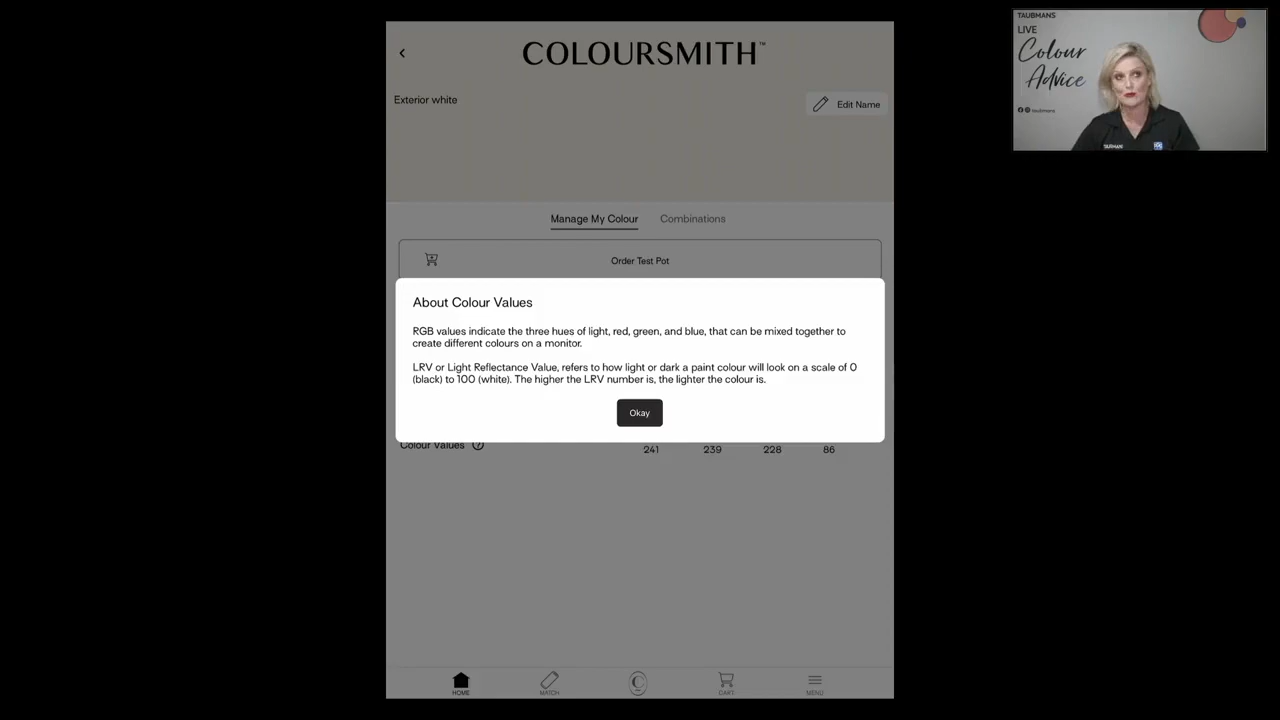 COLOURSMITH™
Exterior white
Edit Name
Manage My Colour
Combinations
Order Test Pot
About Colour Values
RGB values indicate the three hues of light, red, green, and blue, that can be mixed together to
create different colours on a monitor.
LRV or Light Reflectance Value, refers to how light or dark a paint colour will look on a scale of 0
(black) to 100 (white). The higher the LRV number is, the lighter the colour is.
Okay
Colour Values ?
241 239 228 86
HOME
MATCH
C
CART
MENU
TAUBMANS
LIVE
Colour
Advice
taubmans
TAUBMANS